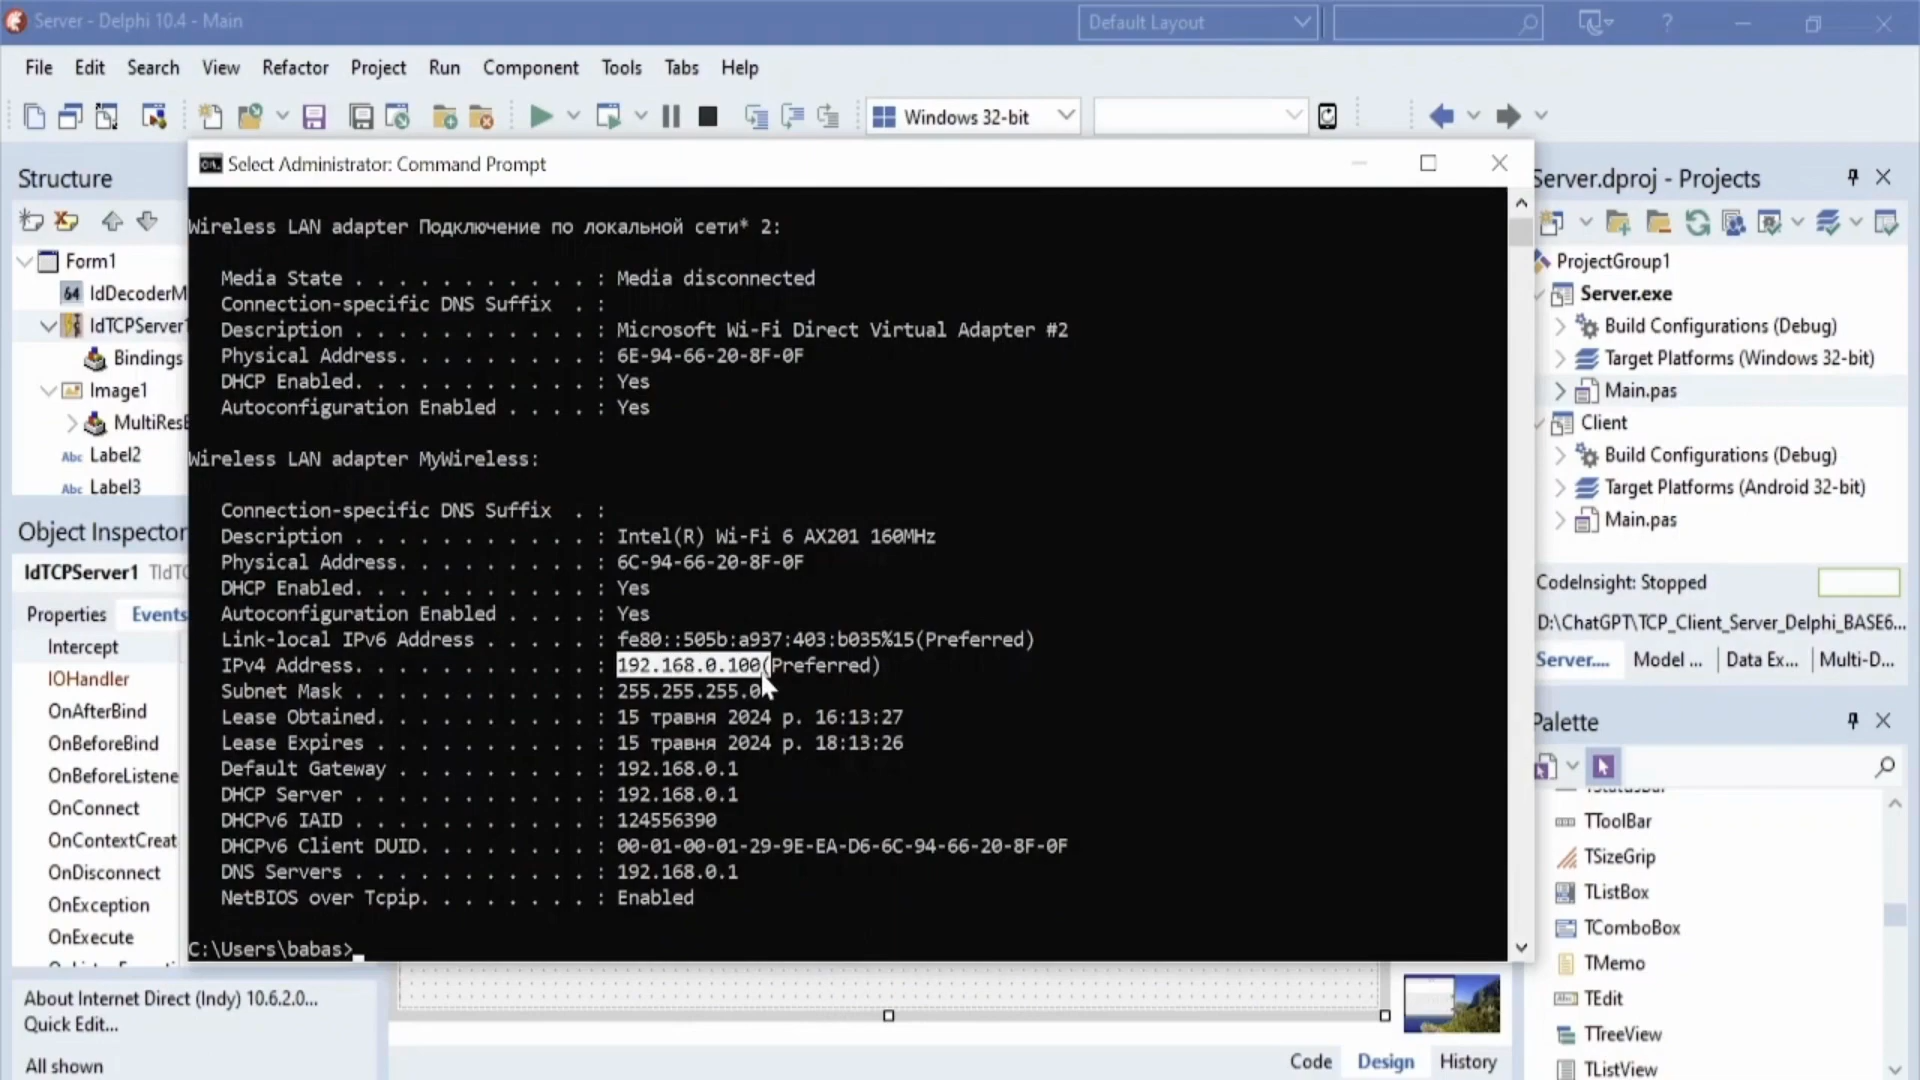 Server - Delphi 10.4 - Main
Default Layout
?
File Edit Search View Refactor Project Run Component Tools Tabs Help
Windows 32-bit
Structure
Form1
64 IdDecoderM
IdTCPServer1
Bindings
Image1
MultiResB
Abc Label2
Abc Label3
Object Inspector
IdTCPServer1 TIdTC
Properties Events
Intercept
IOHandler
OnAfterBind
OnBeforeBind
OnBeforeListene
OnConnect
OnContextCreat
OnDisconnect
OnException
OnExecute
About Internet Direct (Indy) 10.6.2.0...
Quick Edit...
All shown
Select Administrator: Command Prompt
Wireless LAN adapter Подключение по локальной сети* 2:
Media State . . . . . . . . . . . : Media disconnected
Connection-specific DNS Suffix . :
Description . . . . . . . . . . . : Microsoft Wi-Fi Direct Virtual Adapter #2
Physical Address. . . . . . . . . : 6E-94-66-20-8F-0F
DHCP Enabled. . . . . . . . . . . : Yes
Autoconfiguration Enabled . . . . : Yes
Wireless LAN adapter MyWireless:
Connection-specific DNS Suffix . :
Description . . . . . . . . . . . : Intel(R) Wi-Fi 6 AX201 160MHz
Physical Address. . . . . . . . . : 6C-94-66-20-8F-0F
DHCP Enabled. . . . . . . . . . . : Yes
Autoconfiguration Enabled . . . . : Yes
Link-local IPv6 Address . . . . . : fe80::505b:a937:403:b035%15(Preferred)
IPv4 Address. . . . . . . . . . . : 192.168.0.100(Preferred)
Subnet Mask . . . . . . . . . . . : 255.255.255.0
Lease Obtained. . . . . . . . . . : 15 травня 2024 р. 16:13:27
Lease Expires . . . . . . . . . . : 15 травня 2024 р. 18:13:26
Default Gateway . . . . . . . . . : 192.168.0.1
DHCP Server . . . . . . . . . . . : 192.168.0.1
DHCPv6 IAID . . . . . . . . . . . : 124556390
DHCPv6 Client DUID. . . . . . . . : 00-01-00-01-29-9E-EA-D6-6C-94-66-20-8F-0F
DNS Servers . . . . . . . . . . . : 192.168.0.1
NetBIOS over Tcpip. . . . . . . . : Enabled
C:\Users\babas>
Code Design History
Server.dproj - Projects
ProjectGroup1
Server.exe
Build Configurations (Debug)
Target Platforms (Windows 32-bit)
Main.pas
Client
Build Configurations (Debug)
Target Platforms (Android 32-bit)
Main.pas
CodeInsight: Stopped
D:\ChatGPT\TCP_Client_Server_Delphi_BASE6...
Server.... Model ... Data Ex... Multi-D...
Palette
TToolBar
TSizeGrip
TListBox
TComboBox
TMemo
TEdit
TTreeView
TListView